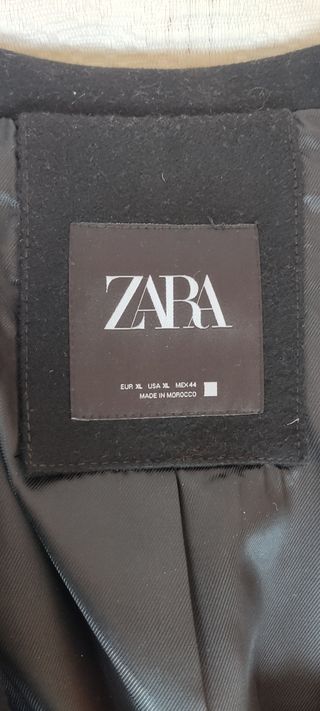 ZARA
EUR XL USA XL MEX 44
MADE IN MOROCCO